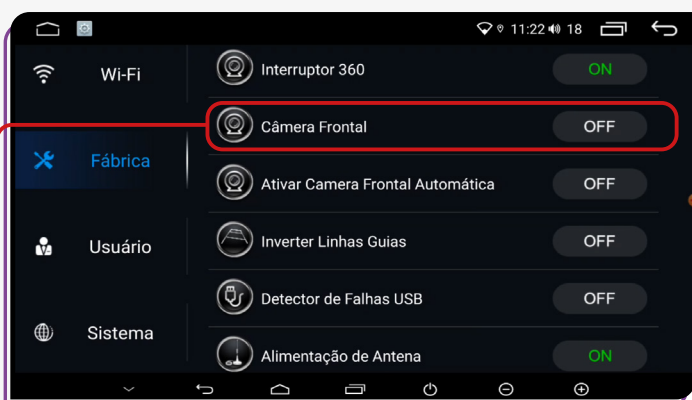 11:22 18
Wi-Fi
Interruptor 360 ON
Câmera Frontal OFF
Fábrica
Ativar Camera Frontal Automática OFF
Usuário
Inverter Linhas Guias OFF
Detector de Falhas USB OFF
Sistema
Alimentação de Antena ON